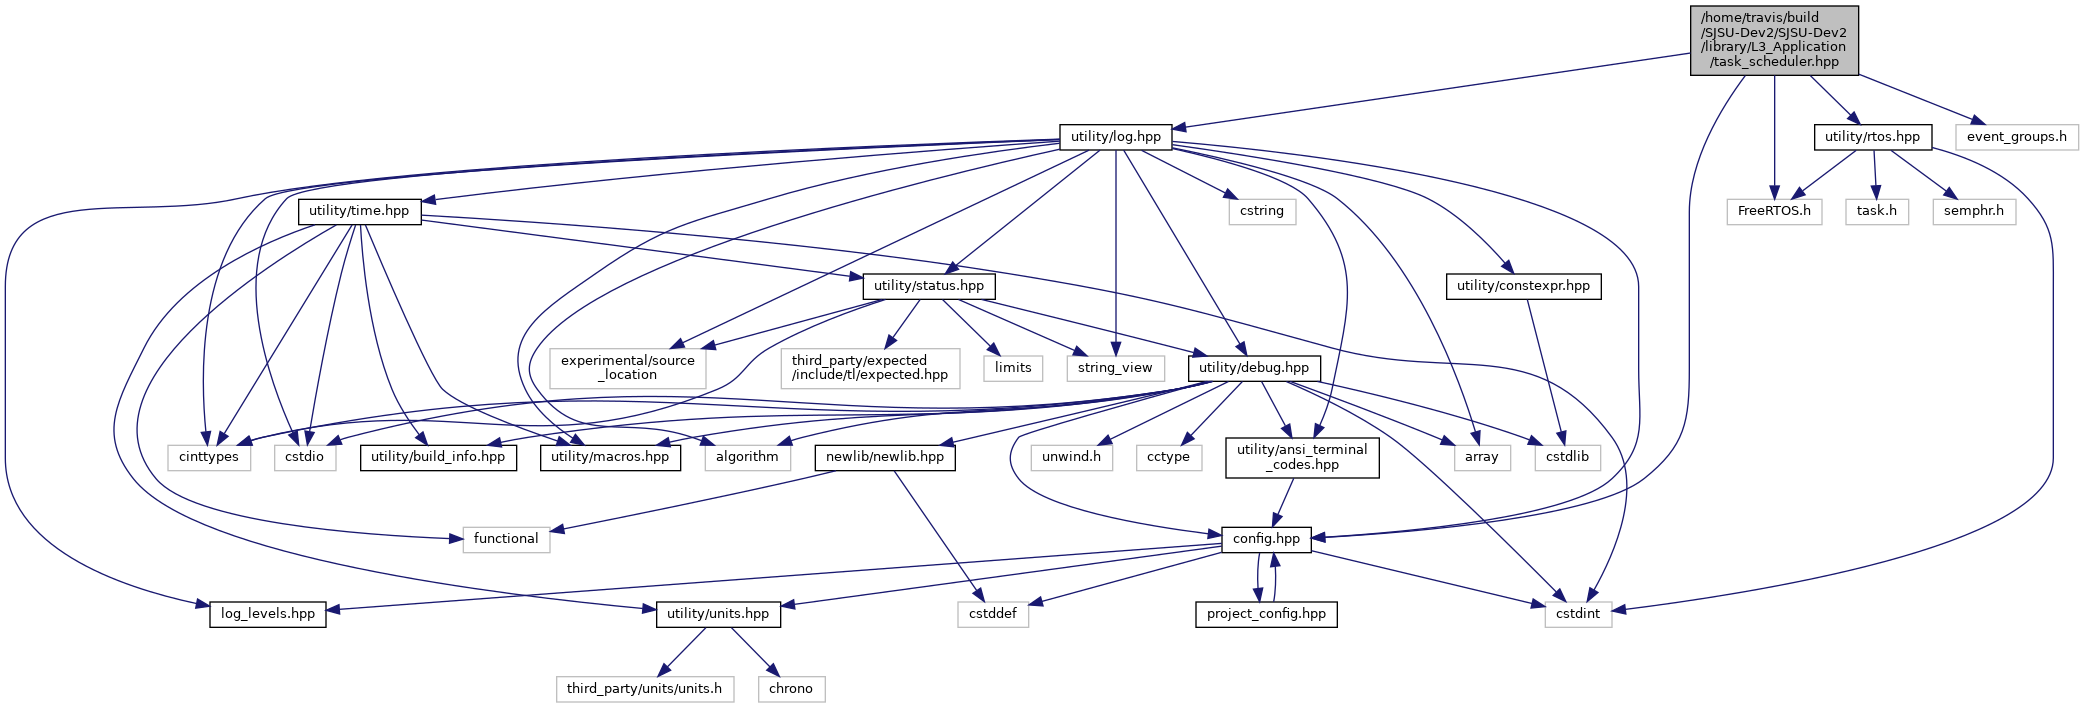 /home/travis/build
/SJSU-Dev2/SJSU-Dev2
/library/L3_Application
/task_scheduler.hpp
utility/log.hpp
utility/rtos.hpp
event_groups.h
utility/time.hpp
cstring
FreeRTOS.h
task.h
semphr.h
utility/status.hpp
utility/constexpr.hpp
experimental/source
_location
third_party/expected
/include/tl/expected.hpp
limits
string_view
utility/debug.hpp
cinttypes
cstdio
utility/build_info.hpp
utility/macros.hpp
algorithm
newlib/newlib.hpp
unwind.h
cctype
utility/ansi_terminal
_codes.hpp
array
cstdlib
functional
config.hpp
log_levels.hpp
utility/units.hpp
cstddef
project_config.hpp
cstdint
third_party/units/units.h
chrono